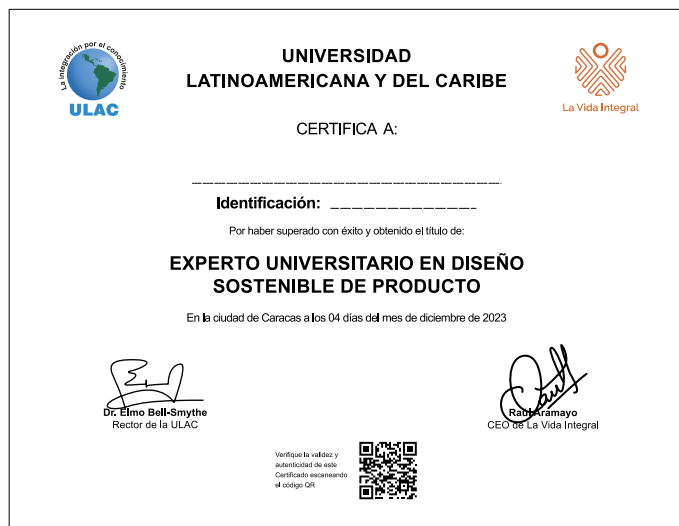 La integración por el conocimiento
ULAC
UNIVERSIDAD
LATINOAMERICANA Y DEL CARIBE
La Vida Integral
CERTIFICA A:
Identificación:
Por haber superado con éxito y obtenido el título de:
EXPERTO UNIVERSITARIO EN DISEÑO
SOSTENIBLE DE PRODUCTO
En la ciudad de Caracas a los 04 días del mes de diciembre de 2023
Dr. Elmo Bell-Smythe
Rector de la ULAC
Raúl Aramayo
CEO de La Vida Integral
Verifique la validez y
autenticidad de este
Certificado escaneando
el código QR